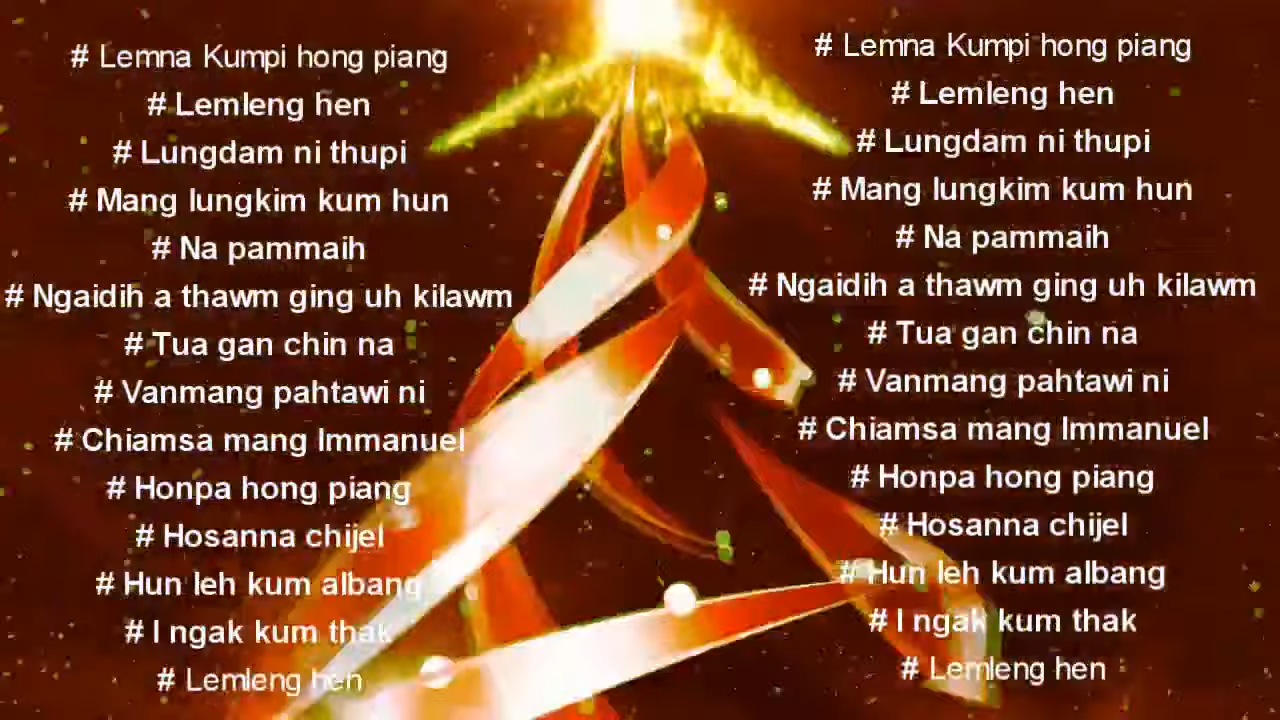 # Lemna Kumpi hong piang
# Lemleng hen
# Lungdam ni thupi
# Mang lungkim kum hun
# Na pammaih
# Ngaidih a thawm ging uh kilawm
# Tua gan chin na
# Vanmang pahtawi ni
# Chiamsa mang Immanuel
# Honpa hong piang
# Hosanna chijel
# Hun leh kum albang
# I ngak kum thak
# Lemleng hen
# Lemna Kumpi hong piang
# Lemleng hen
# Lungdam ni thupi
# Mang lungkim kum hun
# Na pammaih
# Ngaidih a thawm ging uh kilawm
# Tua gan chin na
# Vanmang pahtawi ni
# Chiamsa mang Immanuel
# Honpa hong piang
# Hosanna chijel
# Hun leh kum albang
# I ngak kum thak
# Lemleng hen